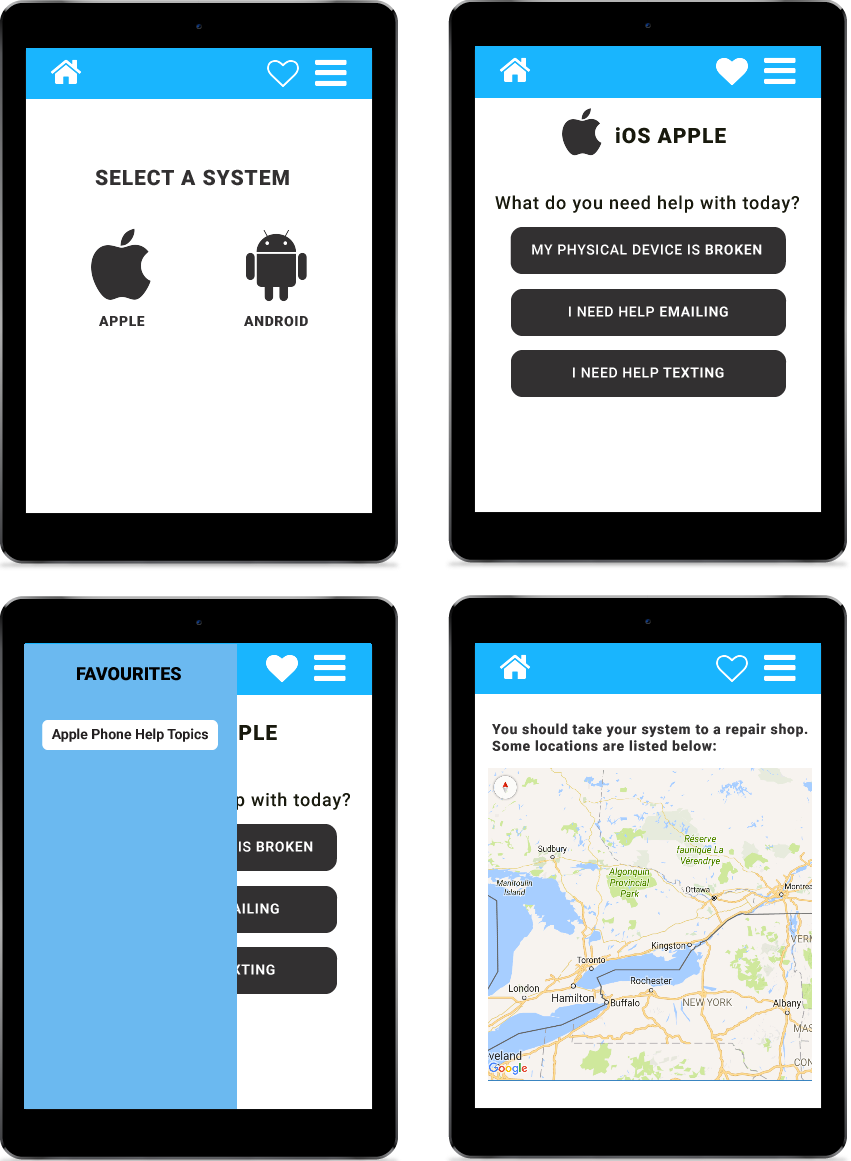 SELECT A SYSTEM
APPLE
ANDROID
iOS APPLE
What do you need help with today?
MY PHYSICAL DEVICE IS BROKEN
I NEED HELP EMAILING
I NEED HELP TEXTING
FAVOURITES
Apple Phone Help Topics
PLE
p with today?
IS BROKEN
AILING
XTING
You should take your system to a repair shop.
Some locations are listed below:
Sudbury
Réserve
faunique La
Vérendrye
Algonquin
Provincial
Park
Manitoulin
Island
Ottawa
Montrea
Kingston
VERM
Toronto
Rochester
London
Hamilton
Buffalo
NEW YORK
Albany
MAS
veland
CON
Google